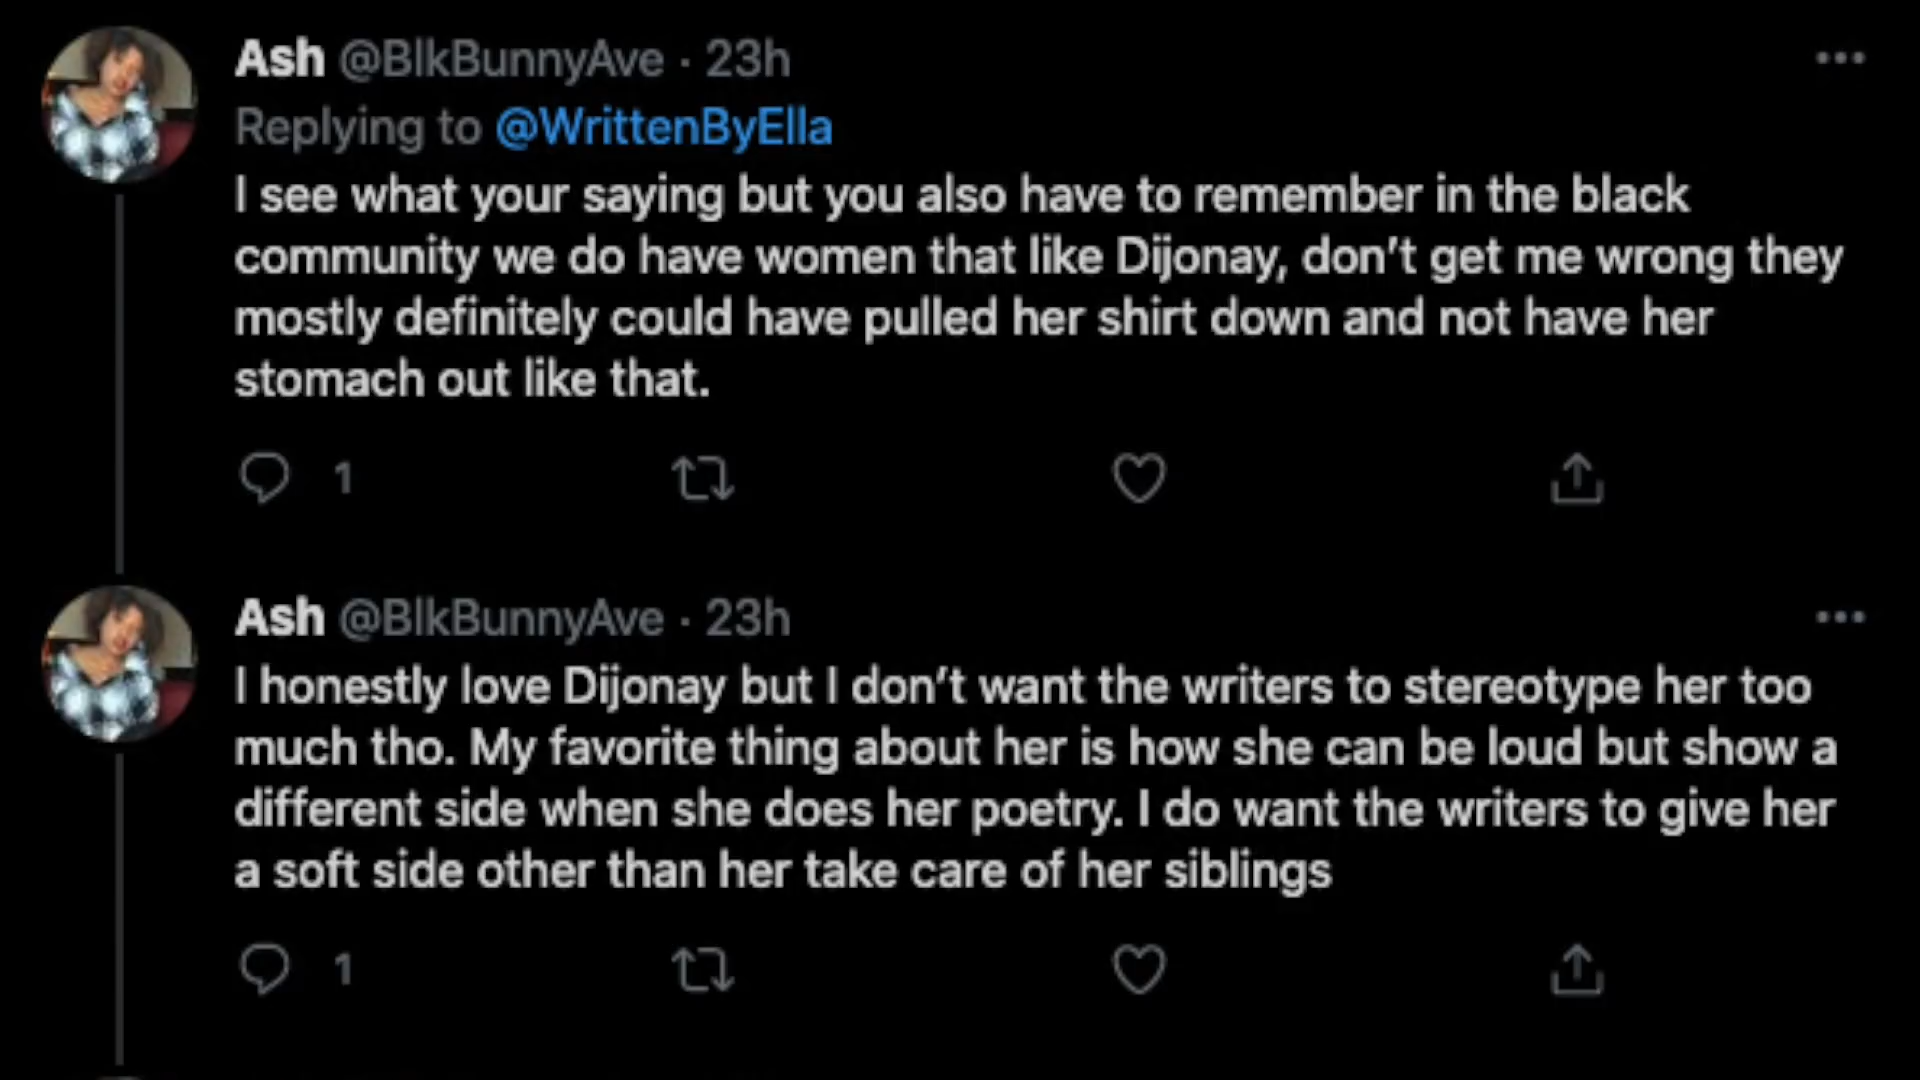 Ash @BlkBunnyAve · 23h
Replying to @WrittenByElla
I see what your saying but you also have to remember in the black
community we do have women that like Dijonay, don’t get me wrong they
mostly definitely could have pulled her shirt down and not have her
stomach out like that.
1
Ash @BlkBunnyAve · 23h
I honestly love Dijonay but I don’t want the writers to stereotype her too
much tho. My favorite thing about her is how she can be loud but show a
different side when she does her poetry. I do want the writers to give her
a soft side other than her take care of her siblings
1